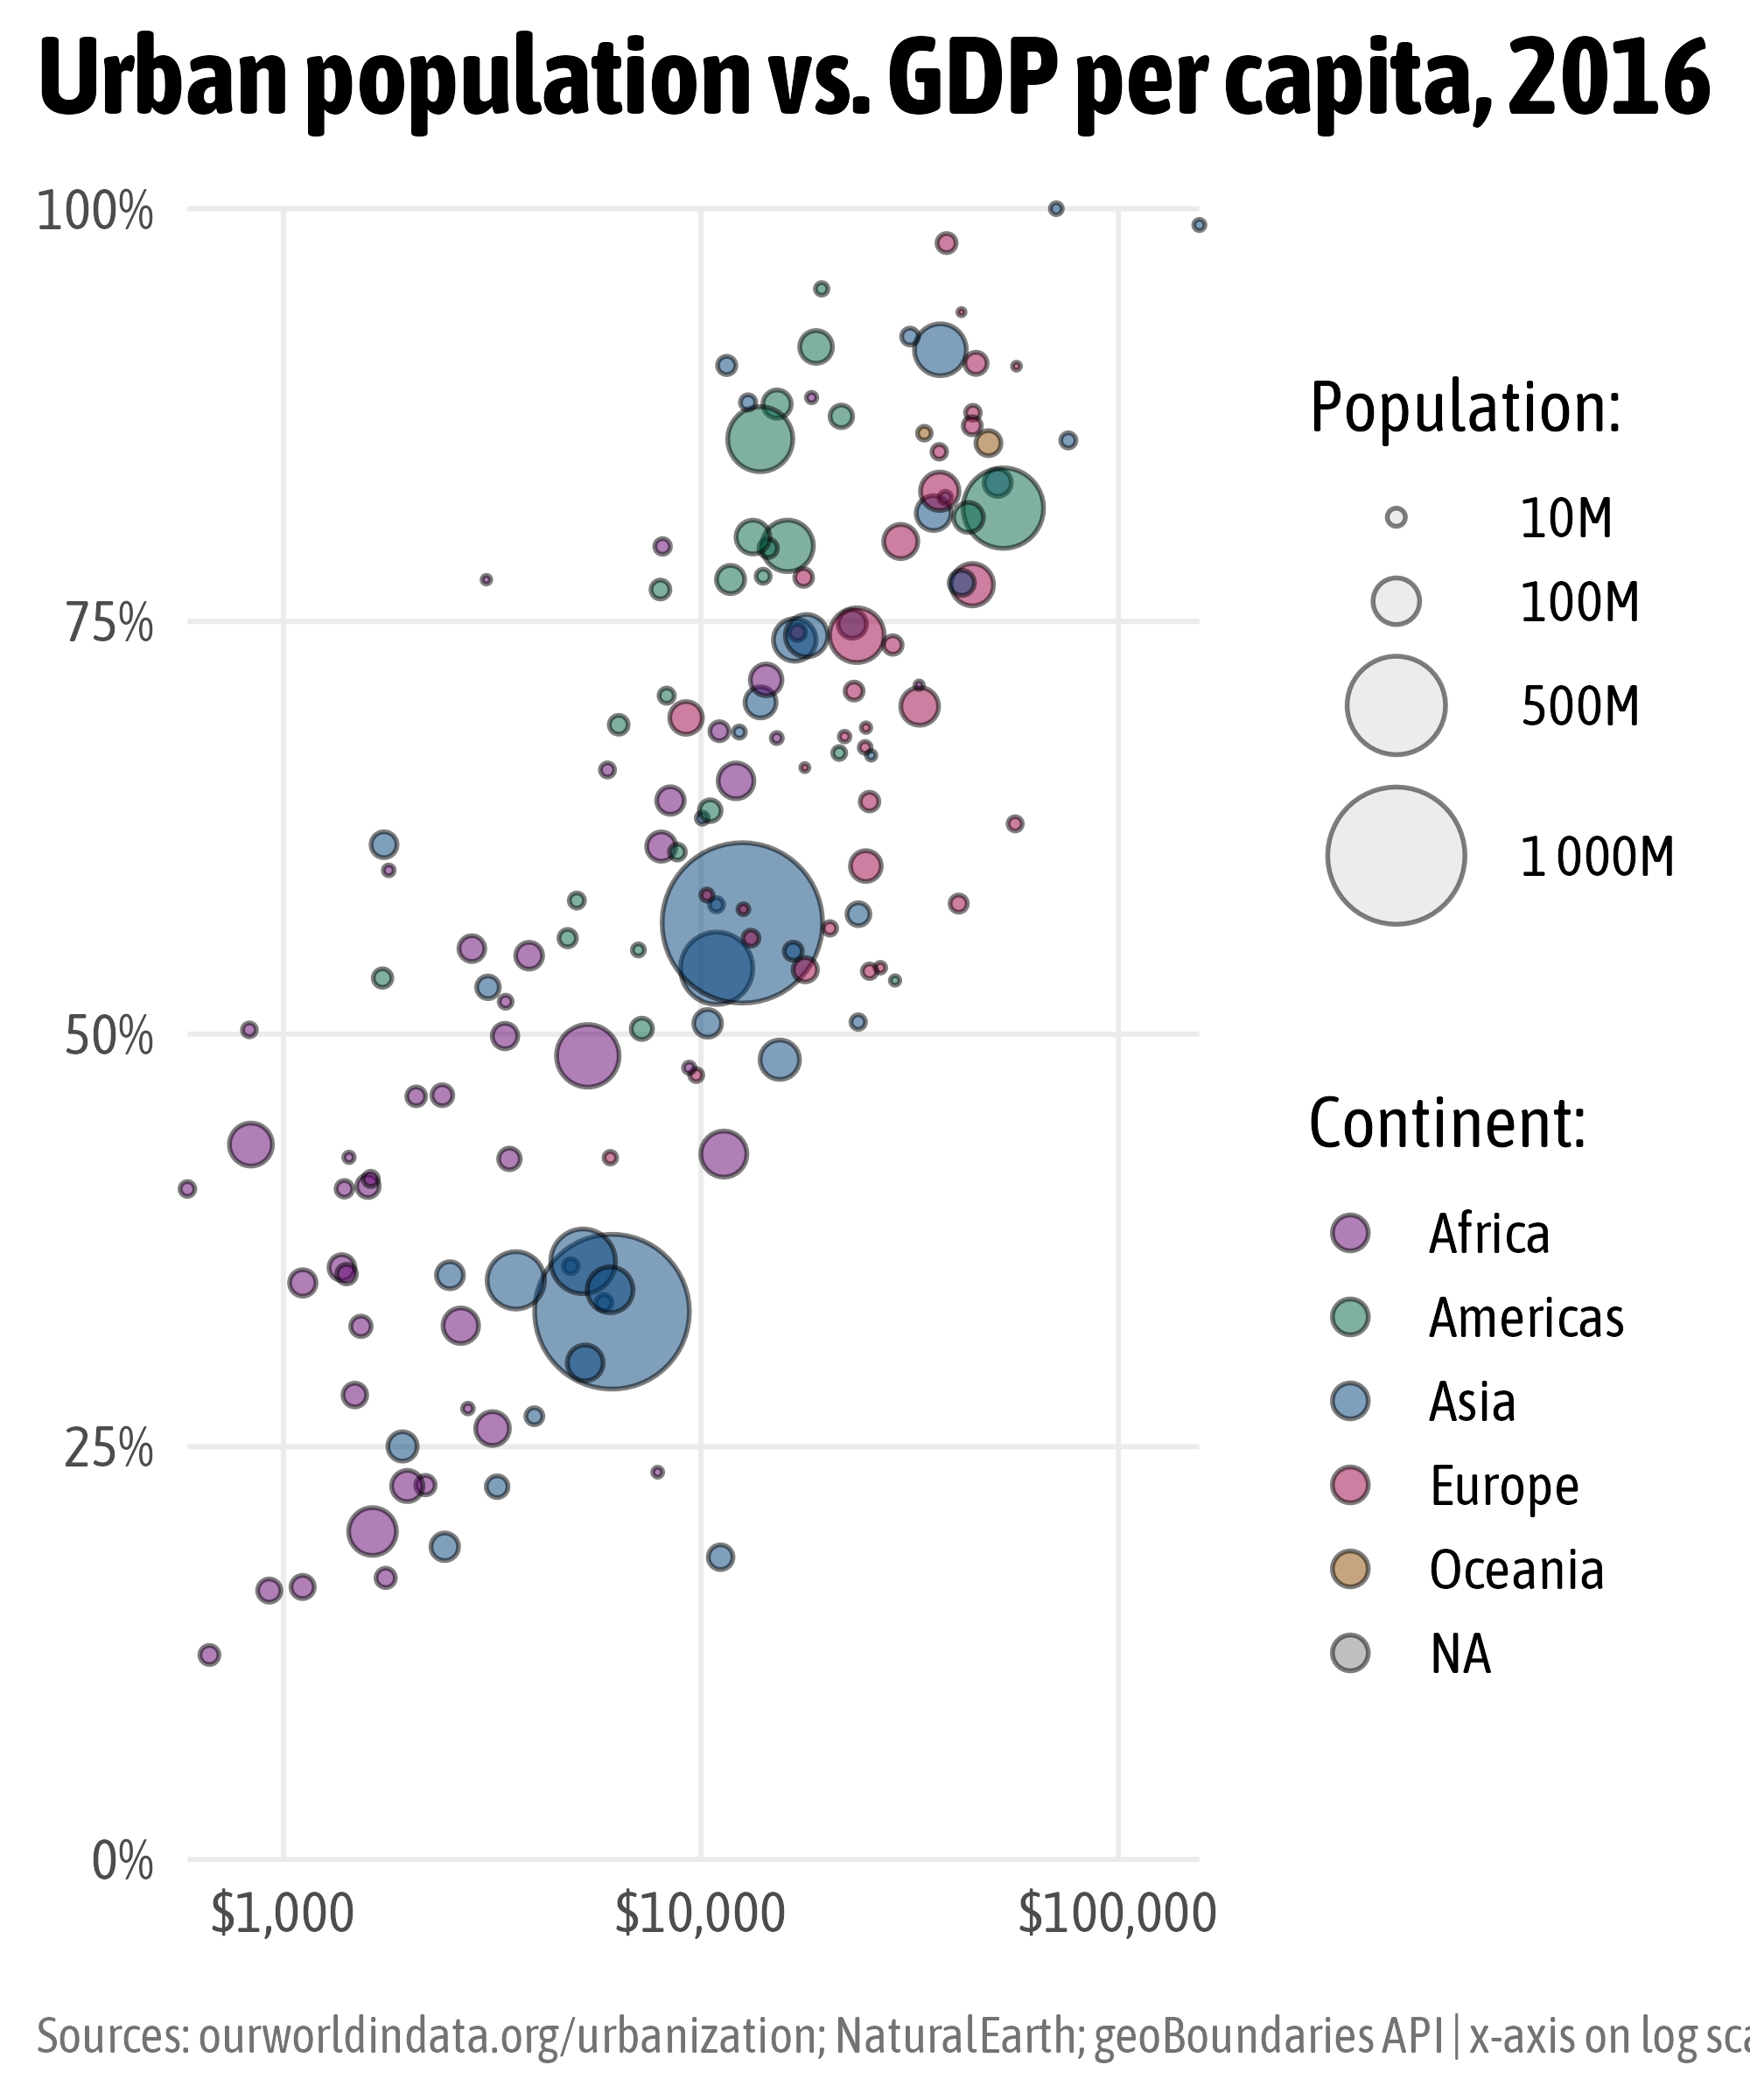 Urban population vs. GDP per capita, 2016
100%
75%
50%
25%
0%
$1,000
$10,000
$100,000
Population:
10M
100M
500M
1 000M
Continent:
Africa
Americas
Asia
Europe
Oceania
NA
Sources: ourworldindata.org/urbanization; NaturalEarth; geoBoundaries API | x-axis on log sca